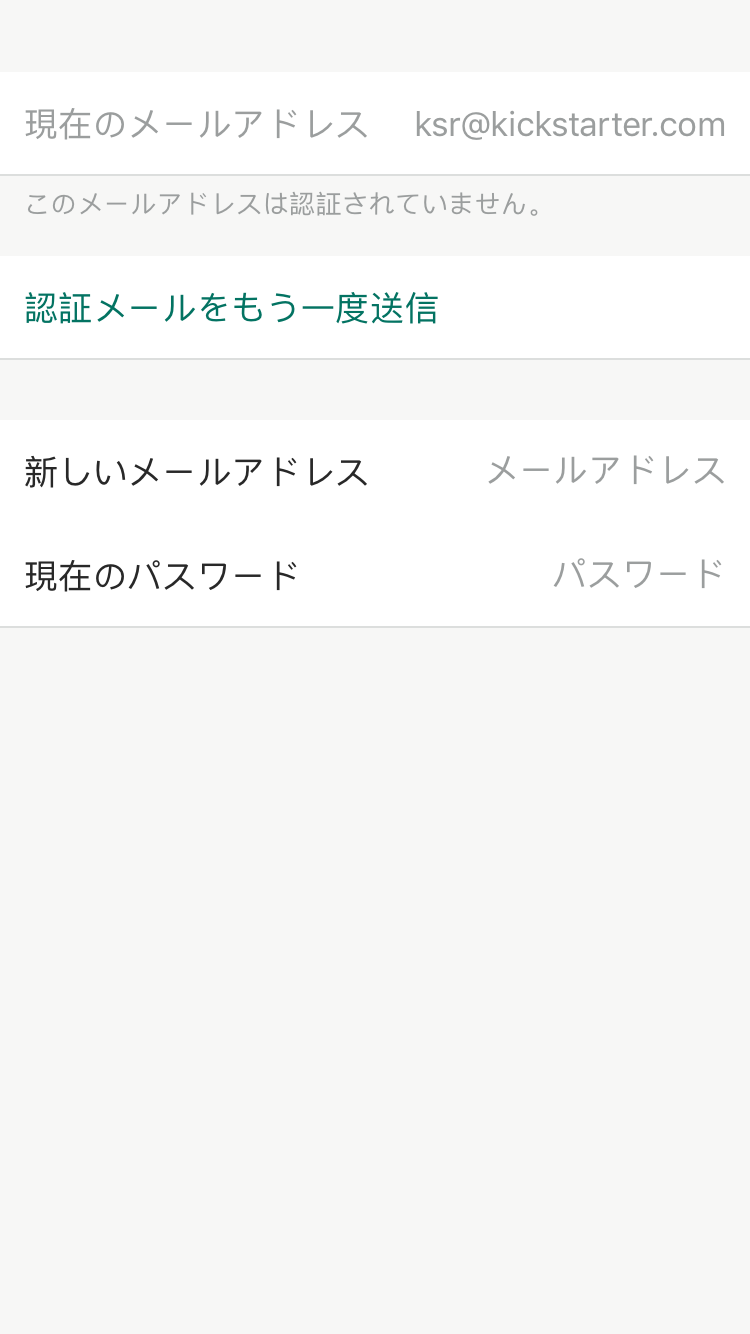 現在のメールアドレス ksr@kickstarter.com
このメールアドレスは認証されていません。
認証メールをもう一度送信
新しいメールアドレス メールアドレス
現在のパスワード パスワード